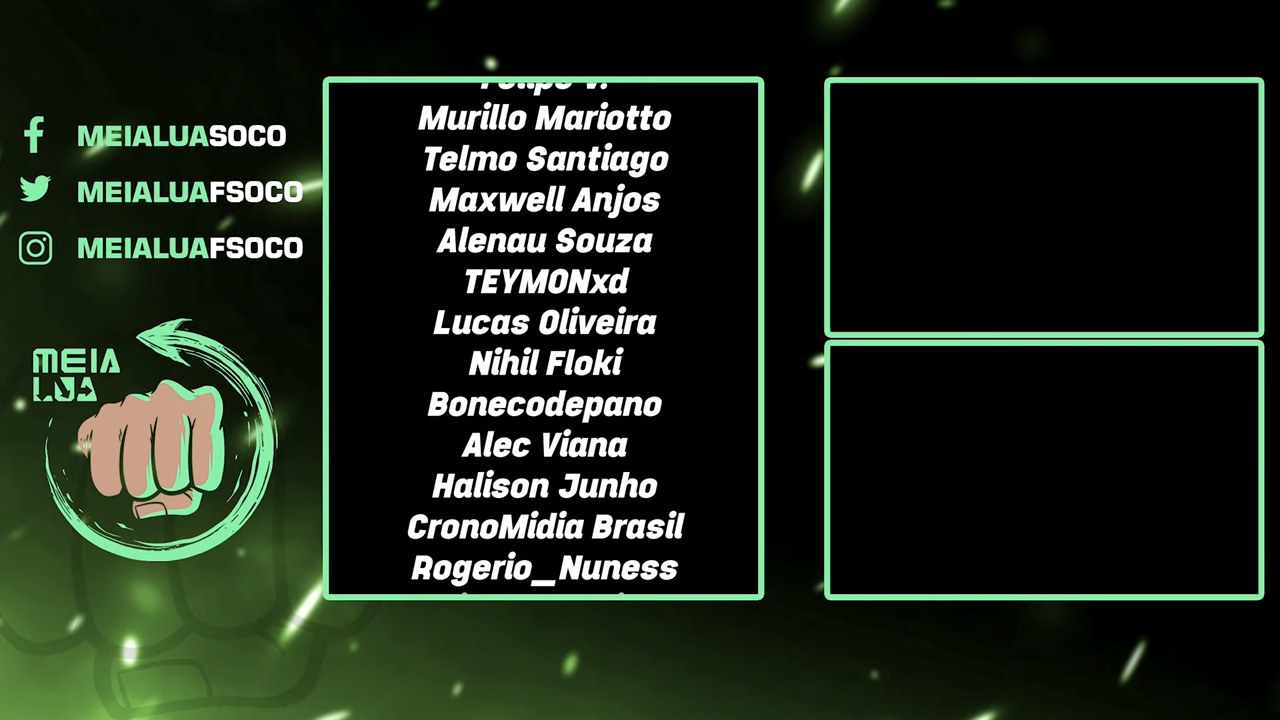 MEIALUASOCO
MEIALUAFSOCO
MEIALUAFSOCO
MEIA
LUA
Murillo Mariotto
Telmo Santiago
Maxwell Anjos
Alenau Souza
TEYMONxd
Lucas Oliveira
Nihil Floki
Bonecodepano
Alec Viana
Halison Junho
CronoMidia Brasil
Rogerio_Nuness